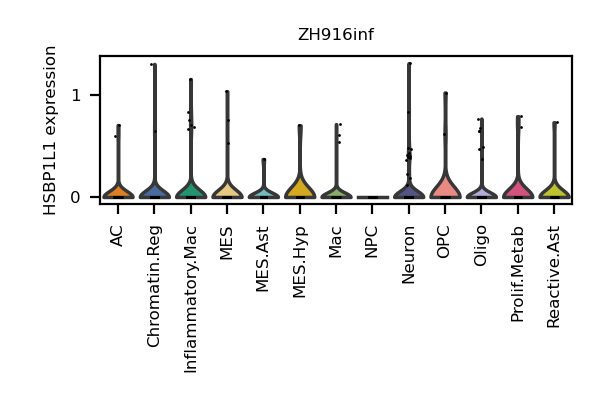 ZH916inf
HSBP1L1 expression
1
0
AC
Chromatin.Reg
Inflammatory.Mac
MES
MES.Ast
MES.Hyp
Mac
NPC
Neuron
OPC
Oligo
Prolif.Metab
Reactive.Ast